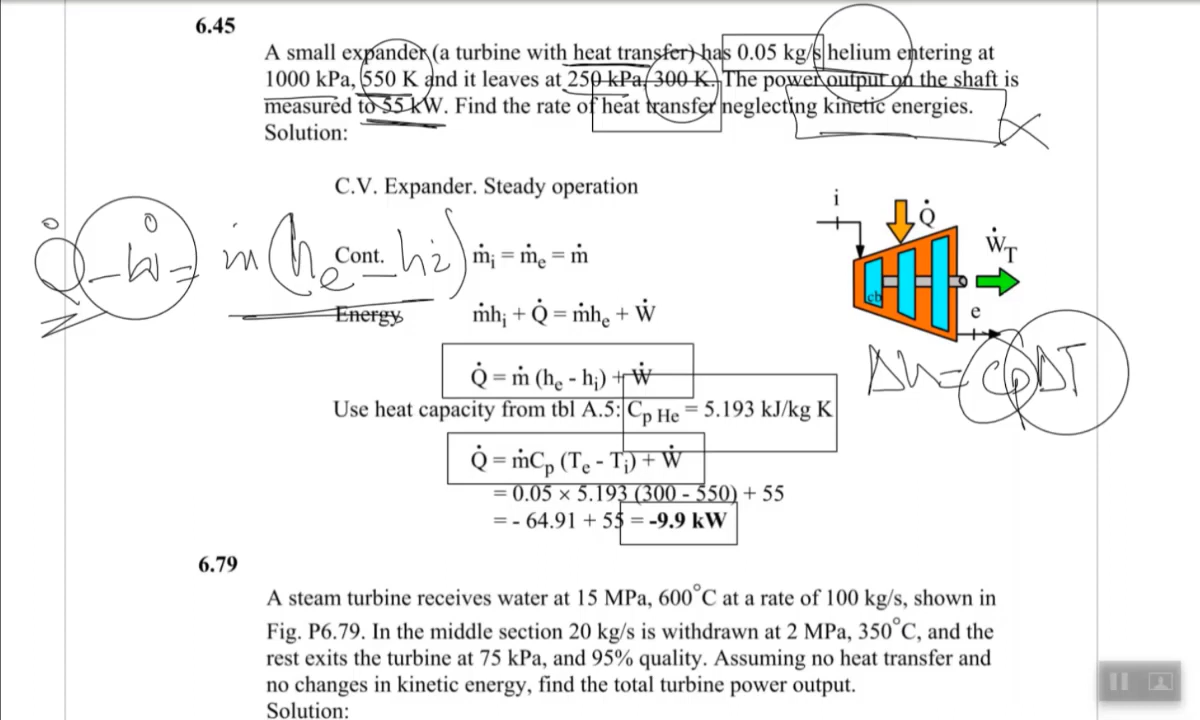 6.45
A small expander (a turbine with heat transfer) has 0.05 kg/s helium entering at
1000 kPa, 550 K and it leaves at 250 kPa, 300 K. The power output on the shaft is
measured to 55 kW. Find the rate of heat transfer neglecting kinetic energies.
Solution:
C.V. Expander. Steady operation
i
Q̇
Ẇ_T
cb
e
Q̇ - Ẇ = ṁ (he - hi)
Cont. ṁᵢ = ṁₑ = ṁ
Energy ṁhᵢ + Q̇ = ṁhₑ + Ẇ
Q̇ = ṁ (hₑ - hᵢ) + Ẇ
Δh = CpΔT
Use heat capacity from tbl A.5: Cp He = 5.193 kJ/kg K
Q̇ = ṁCp (Tₑ - Tᵢ) + Ẇ
= 0.05 × 5.193 (300 - 550) + 55
= - 64.91 + 55 = -9.9 kW
6.79
A steam turbine receives water at 15 MPa, 600°C at a rate of 100 kg/s, shown in
Fig. P6.79. In the middle section 20 kg/s is withdrawn at 2 MPa, 350°C, and the
rest exits the turbine at 75 kPa, and 95% quality. Assuming no heat transfer and
no changes in kinetic energy, find the total turbine power output.
Solution: